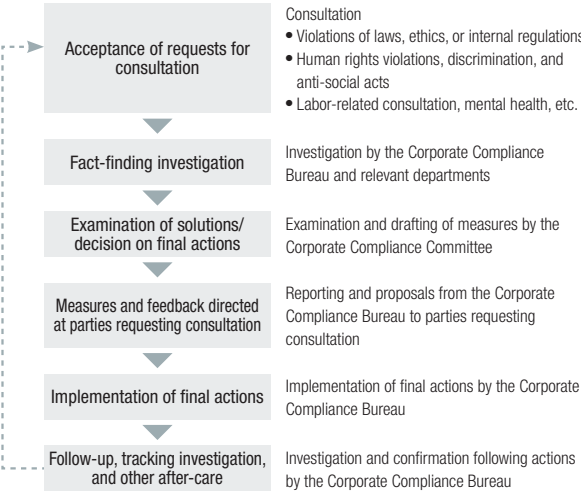 Acceptance of requests for
consultation
Consultation
• Violations of laws, ethics, or internal regulations
• Human rights violations, discrimination, and
anti-social acts
• Labor-related consultation, mental health, etc.
Fact-finding investigation
Investigation by the Corporate Compliance
Bureau and relevant departments
Examination of solutions/
decision on final actions
Examination and drafting of measures by the
Corporate Compliance Committee
Measures and feedback directed
at parties requesting consultation
Reporting and proposals from the Corporate
Compliance Bureau to parties requesting
consultation
Implementation of final actions
Implementation of final actions by the Corporate
Compliance Bureau
Follow-up, tracking investigation,
and other after-care
Investigation and confirmation following actions
by the Corporate Compliance Bureau